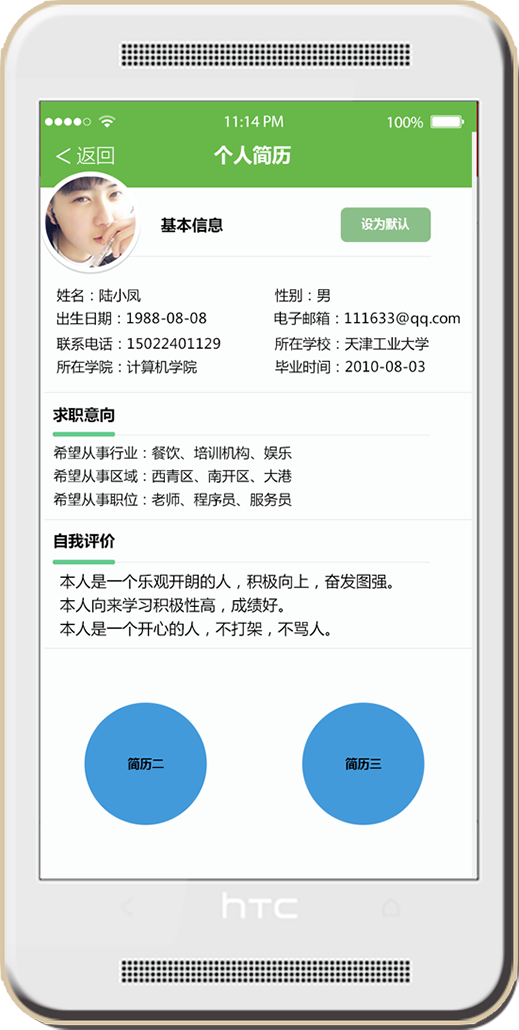 11:14 PM 100%
< 返回 个人简历
基本信息 设为默认
姓名：陆小凤 性别：男
出生日期：1988-08-08 电子邮箱：111633@qq.com
联系电话：15022401129 所在学校：天津工业大学
所在学院：计算机学院 毕业时间：2010-08-03
求职意向
希望从事行业：餐饮、培训机构、娱乐
希望从事区域：西青区、南开区、大港
希望从事职位：老师、程序员、服务员
自我评价
本人是一个乐观开朗的人，积极向上，奋发图强。
本人向来学习积极性高，成绩好。
本人是一个开心的人，不打架，不骂人。
简历二 简历三
hTC